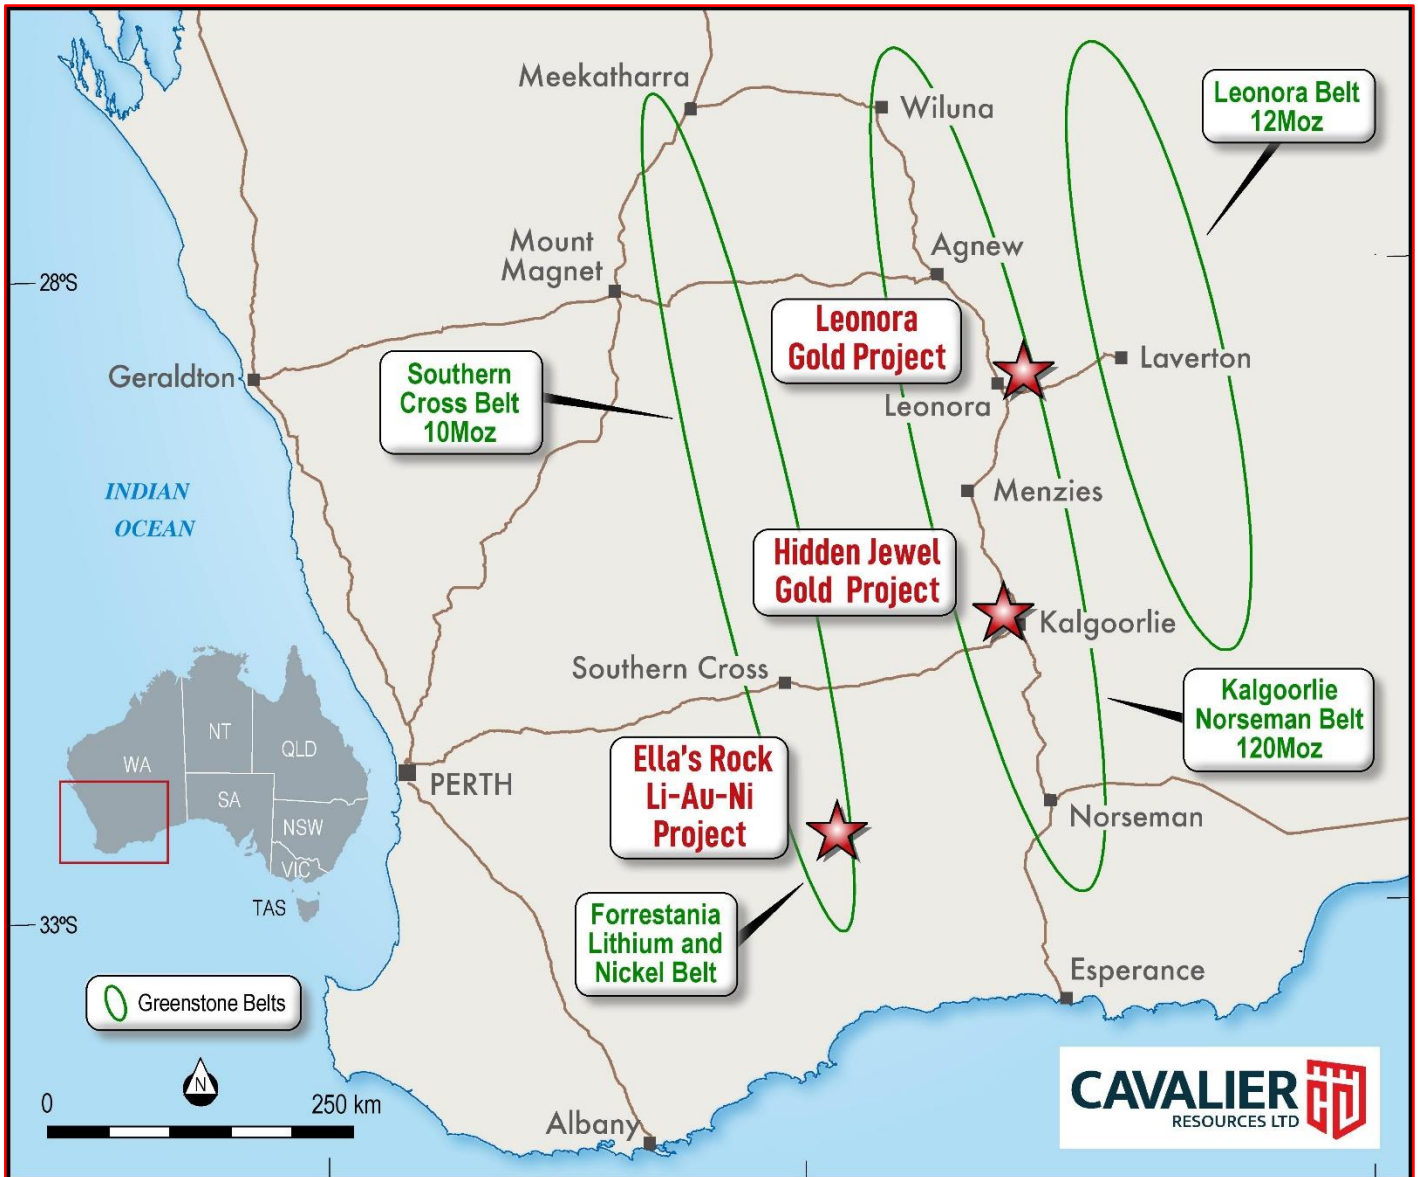 Meekatharra
Wiluna
Leonora Belt
12Moz
Mount
Magnet
Agnew
28ºS
Leonora
Gold Project
Laverton
Geraldton
Southern
Cross Belt
10Moz
Leonora
INDIAN
OCEAN
Menzies
Hidden Jewel
Gold Project
Kalgoorlie
Southern Cross
Kalgoorlie
Norseman Belt
120Moz
NT
QLD
WA
SA
NSW
VIC
TAS
PERTH
Ella's Rock
Li-Au-Ni
Project
Norseman
33ºS
Forrestania
Lithium and
Nickel Belt
Esperance
Greenstone Belts
N
0 250 km
Albany
CAVALIER
RESOURCES LTD